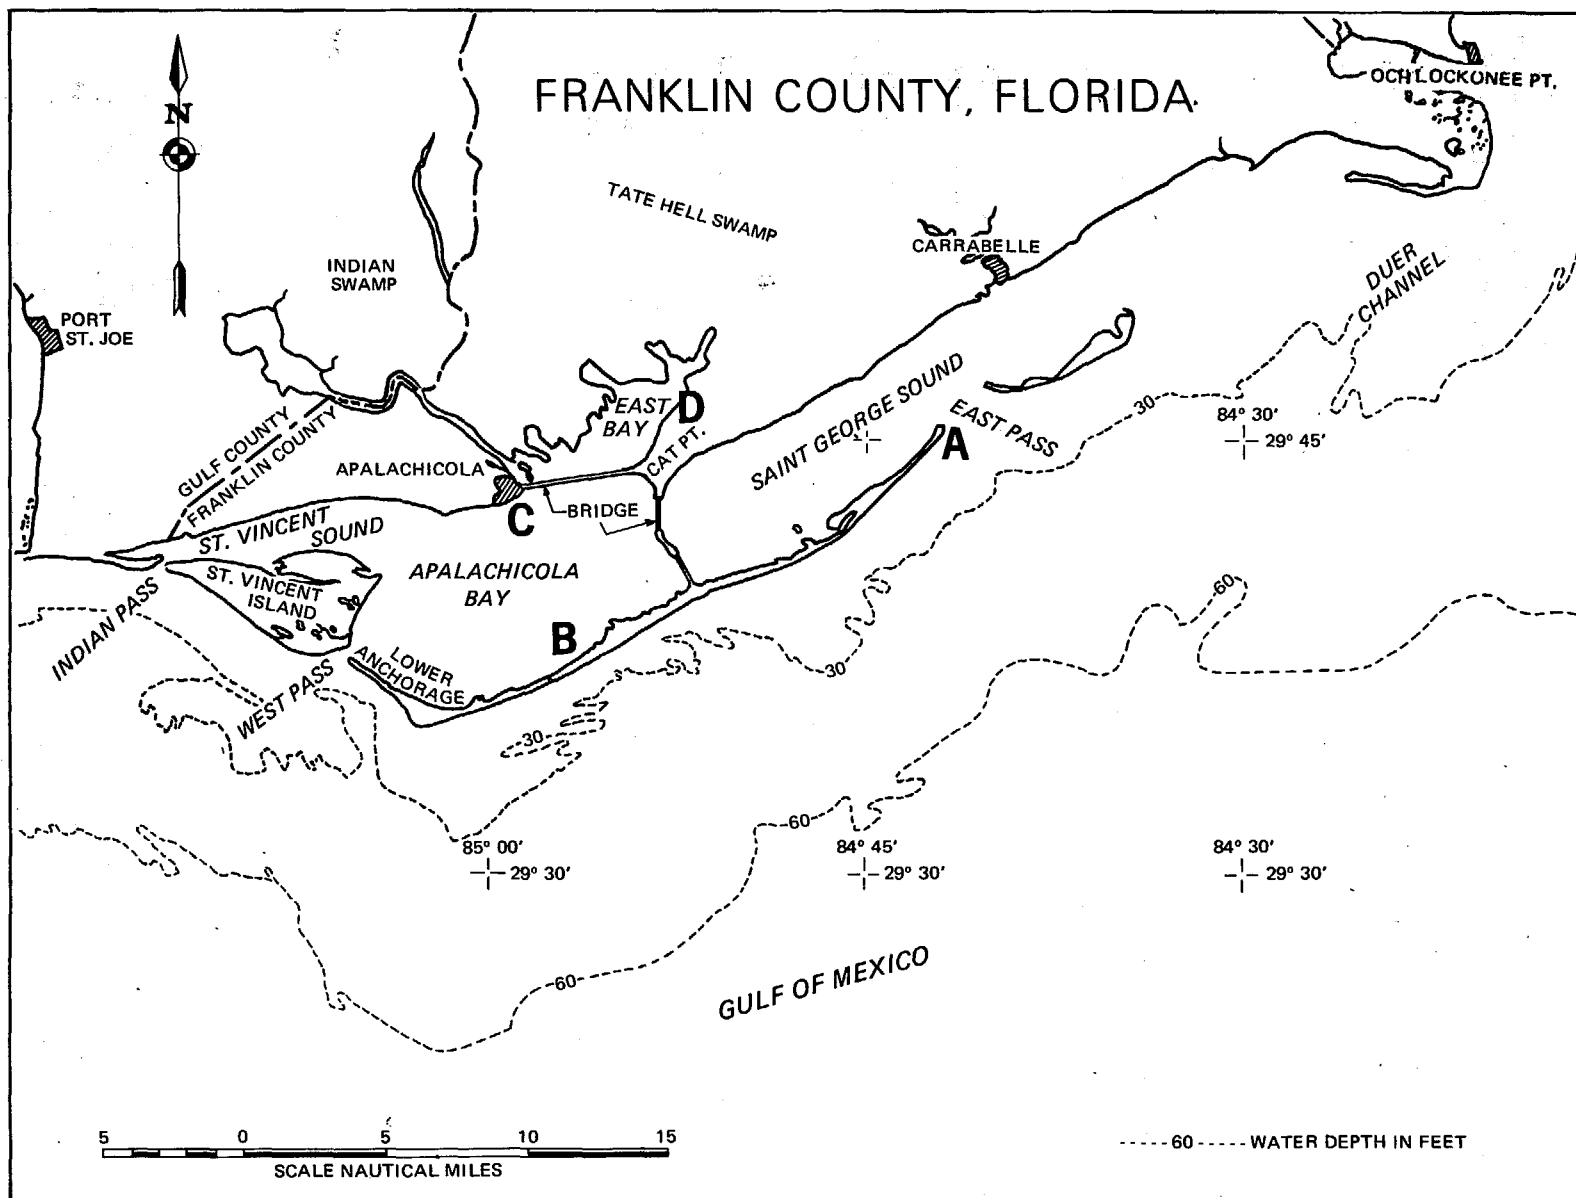 FRANKLIN COUNTY, FLORIDA
OCHLOCKONEE PT.
N
TATE HELL SWAMP
CARRABELLE
DUER
CHANNEL
INDIAN
SWAMP
PORT
ST. JOE
GULF COUNTY
FRANKLIN COUNTY
EAST
BAY
D
CAT PT.
SAINT GEORGE SOUND
EAST PASS
A
30
84° 30'
29° 45'
APALACHICOLA
C
BRIDGE
ST. VINCENT
SOUND
APALACHICOLA
BAY
ST. VINCENT
ISLAND
INDIAN PASS
WEST PASS
LOWER
ANCHORAGE
B
60
30
30
60
85° 00'
29° 30'
84° 45'
29° 30'
84° 30'
29° 30'
60
GULF OF MEXICO
5 0 5 10 15
SCALE NAUTICAL MILES
-----60----- WATER DEPTH IN FEET